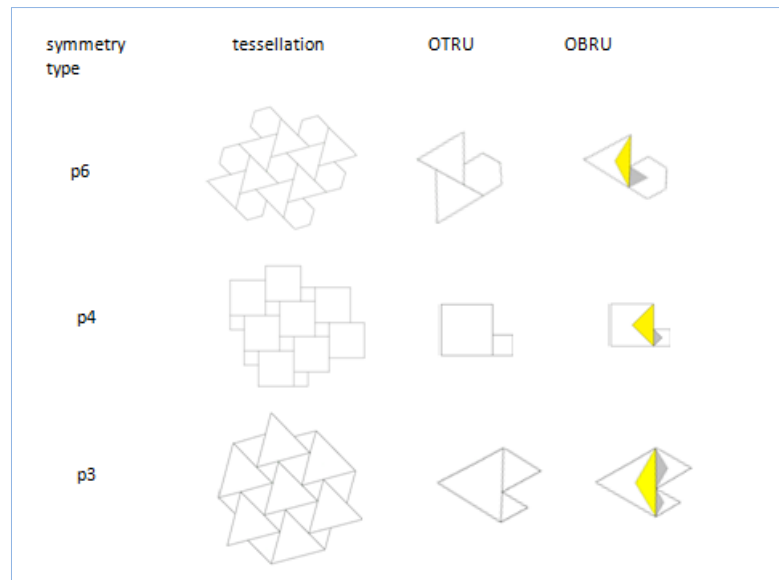 symmetry type
tessellation
OTRU
OBRU
p6
p4
p3